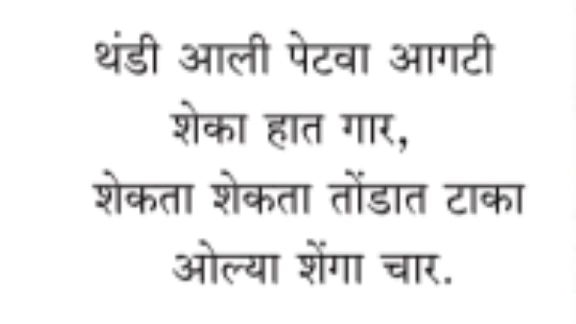 थंडी आली पेटवा आगटी
शेका हात गार,
शेकता शेकता तोंडात टाका
ओल्या शेंगा चार.